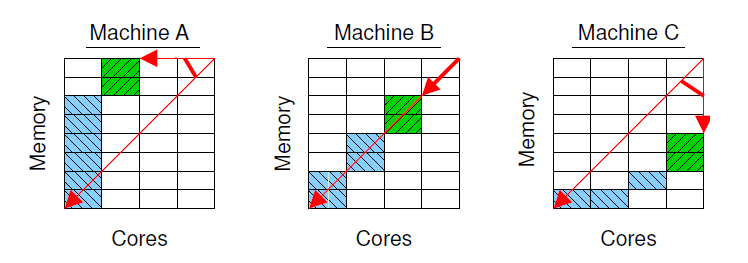 Machine A
Machine B
Machine C
Memory
Memory
Memory
Cores
Cores
Cores